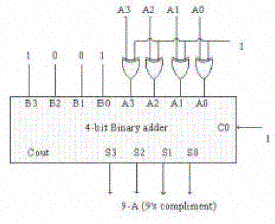 A3 A2 A1 A0
1
1 0 0 1
B3 B2 B1 B0 A3 A2 A1 A0
4-bit Binary adder C0
1
Cout S3 S2 S1 S0
9-A (9's compliment)